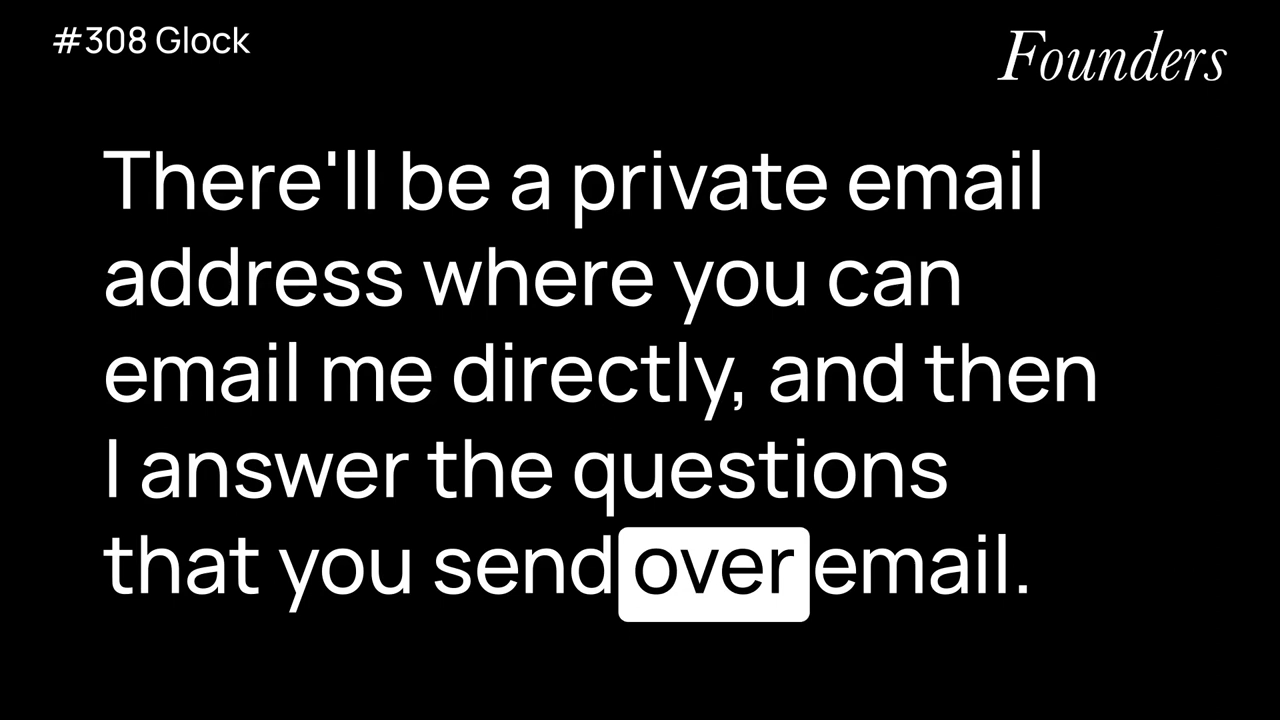 #308 Glock
Founders
There'll be a private email
address where you can
email me directly, and then
I answer the questions
that you send over email.